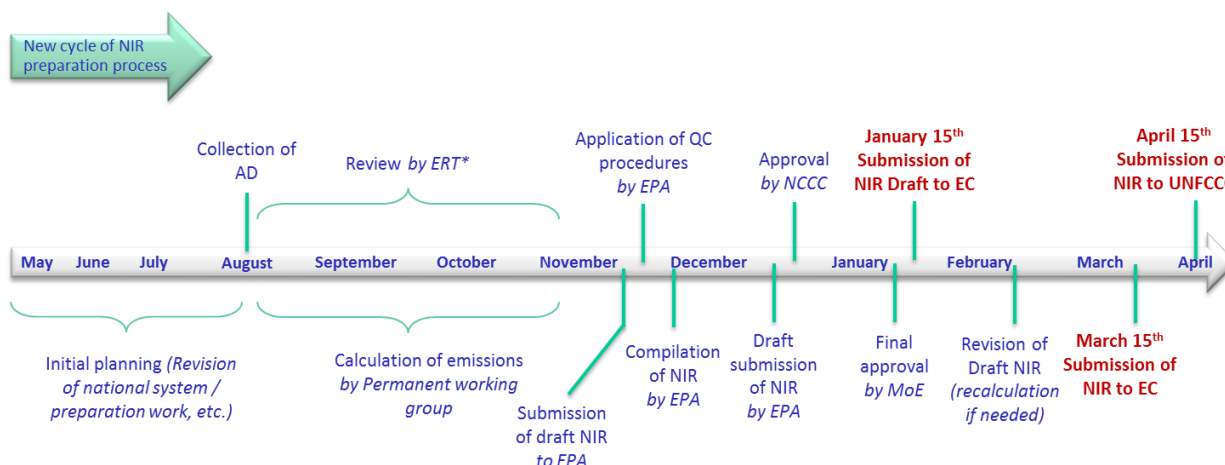 New cycle of NIR
preparation process
Collection of
AD
Review by ERT*
Application of QC
procedures
by EPA
Approval
by NCCC
January 15th
Submission of
NIR Draft to EC
April 15th
Submission of
NIR to UNFCCC
May June July August September October November December January February March April
Initial planning (Revision
of national system /
preparation work, etc.)
Calculation of emissions
by Permanent working
group
Submission
of draft NIR
to EPA
Compilation
of NIR
by EPA
Draft
submission
of NIR by
EPA
Final
approval
by MoE
Revision of
Draft NIR
(recalculation
if needed)
March 15th
Submission of
NIR to EC